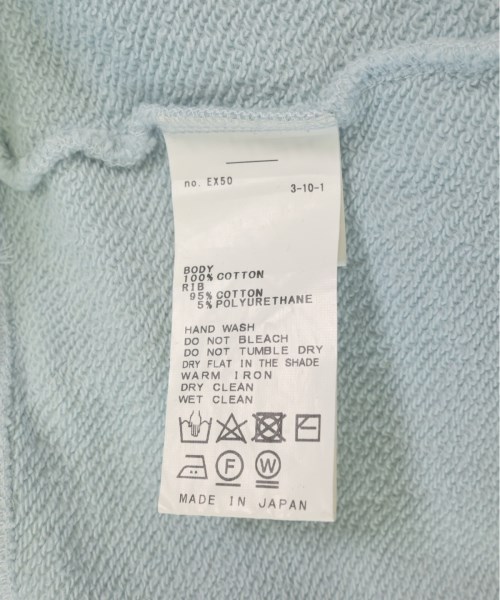 no. EX50 3-10-1
BODY
100% COTTON
RIB
95% COTTON
5% POLYURETHANE
HAND WASH
DO NOT BLEACH
DO NOT TUMBLE DRY
DRY FLAT IN THE SHADE
WARM IRON
DRY CLEAN
WET CLEAN
F W
MADE IN JAPAN